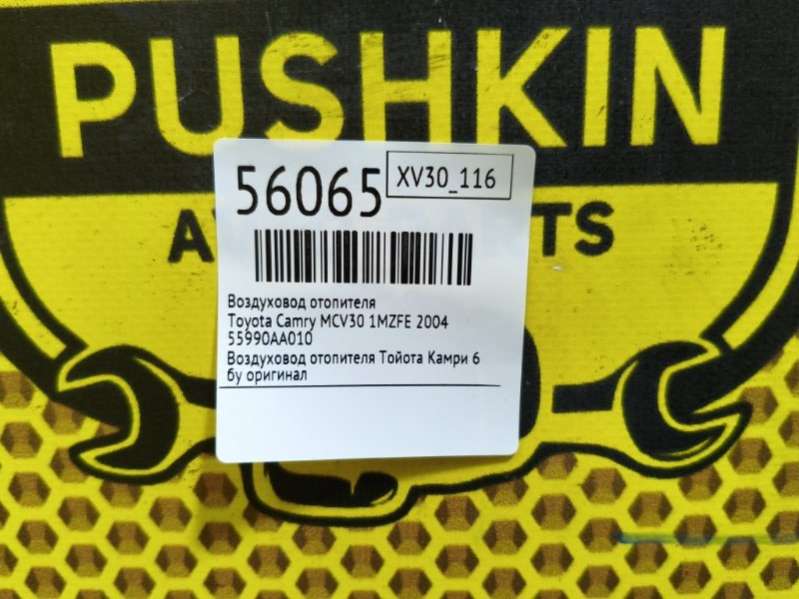 PUSHKIN
56065
XV30_116
Воздуховод отопителя
Toyota Camry MCV30 1MZFE 2004
55990AA010
Воздуховод отопителя Тойота Камри 6
бу оригинал